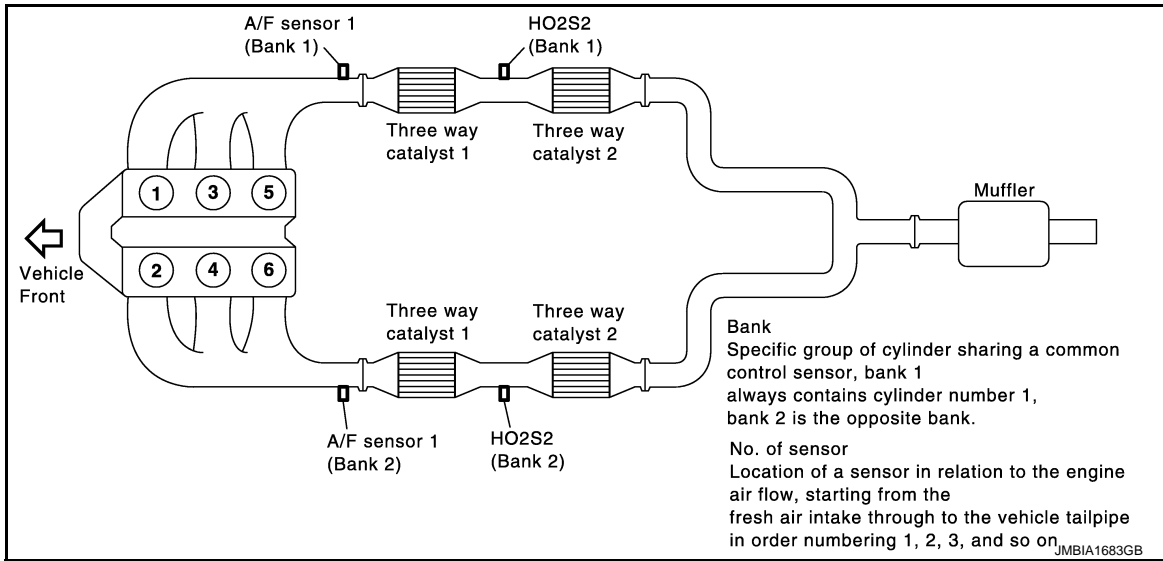 A/F sensor 1
(Bank 1)
HO2S2
(Bank 1)
Three way
catalyst 1
Three way
catalyst 2
1
3
5
Muffler
2
4
6
Vehicle
Front
Three way
catalyst 1
Three way
catalyst 2
A/F sensor 1
(Bank 2)
HO2S2
(Bank 2)
Bank
Specific group of cylinder sharing a common
control sensor, bank 1
always contains cylinder number 1,
bank 2 is the opposite bank.
No. of sensor
Location of a sensor in relation to the engine
air flow, starting from the
fresh air intake through to the vehicle tailpipe
in order numbering 1, 2, 3, and so on
JMBIA1683GB